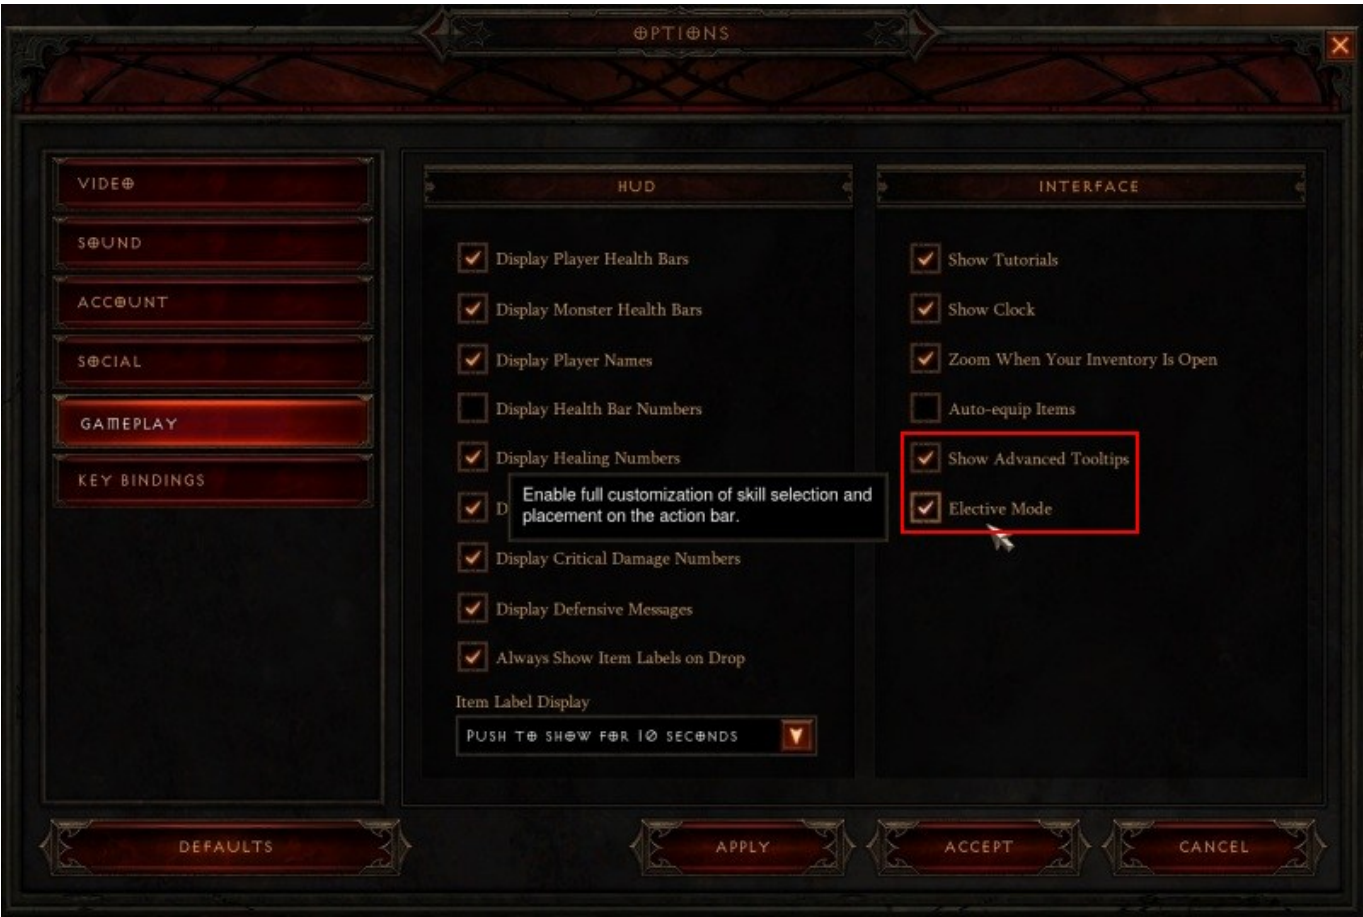 OPTIONS
VIDEO
SOUND
ACCOUNT
SOCIAL
GAMEPLAY
KEY BINDINGS
HUD
Display Player Health Bars
Display Monster Health Bars
Display Player Names
Display Health Bar Numbers
Display Healing Numbers
D
Enable full customization of skill selection and
placement on the action bar.
Display Critical Damage Numbers
Display Defensive Messages
Always Show Item Labels on Drop
Item Label Display
PUSH TO SHOW FOR 10 SECONDS
INTERFACE
Show Tutorials
Show Clock
Zoom When Your Inventory Is Open
Auto-equip Items
Show Advanced Tooltips
Elective Mode
DEFAULTS
APPLY
ACCEPT
CANCEL